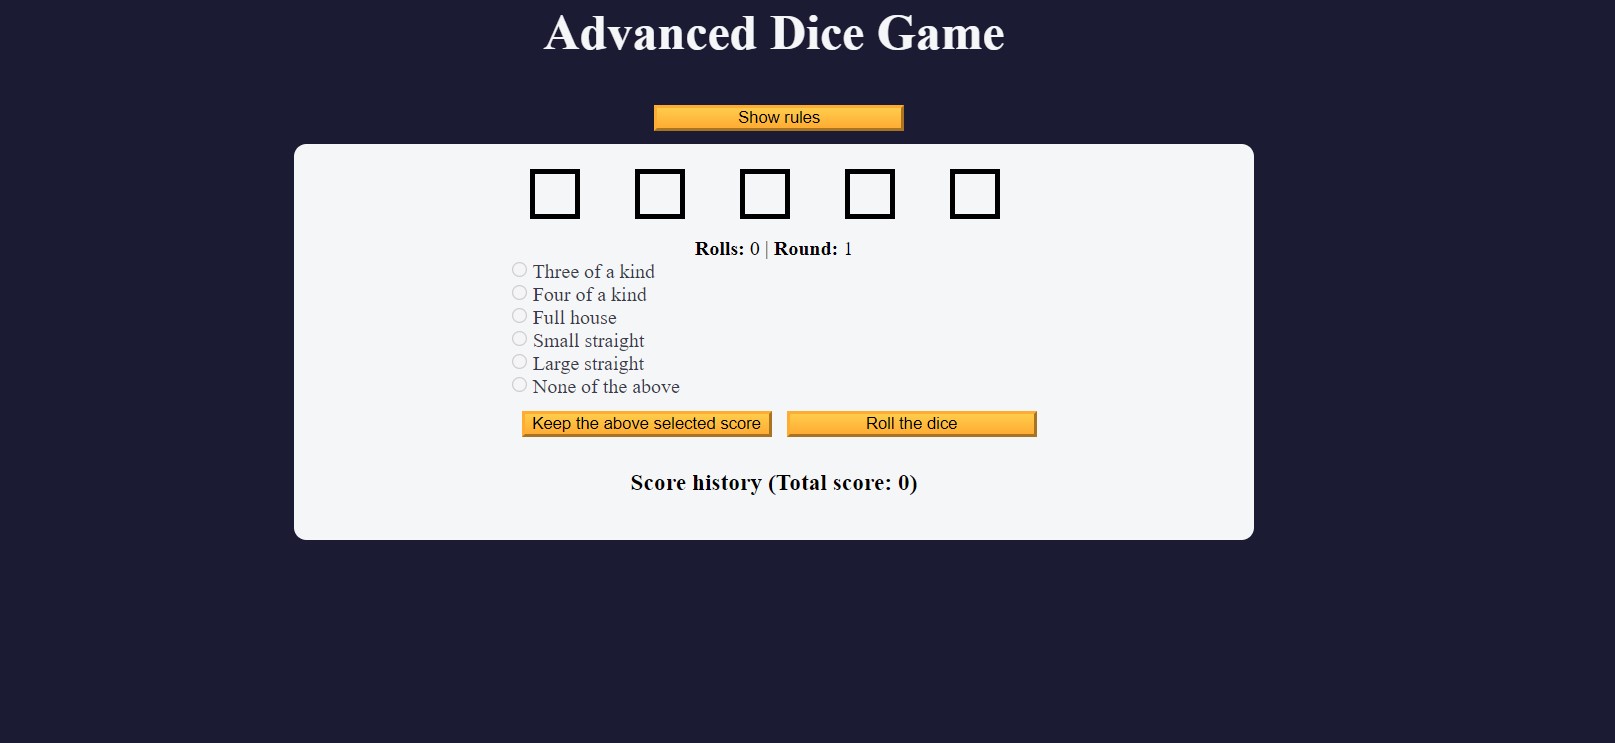 Advanced Dice Game
Show rules
Rolls: 0 | Round: 1
Three of a kind
Four of a kind
Full house
Small straight
Large straight
None of the above
Keep the above selected score
Roll the dice
Score history (Total score: 0)